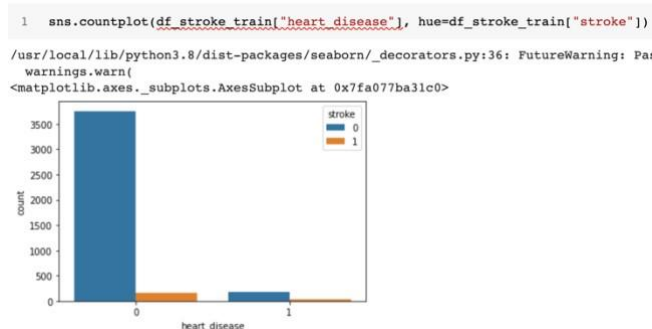 1 sns.countplot(df_stroke_train["heart_disease"], hue=df_stroke_train["stroke"])
/usr/local/lib/python3.8/dist-packages/seaborn/_decorators.py:36: FutureWarning: Pas
warnings.warn(
<matplotlib.axes._subplots.AxesSubplot at 0x7fa077ba31c0>
stroke
0
1
3500
3000
2500
2000
1500
1000
500
0
count
0 1
heart_disease